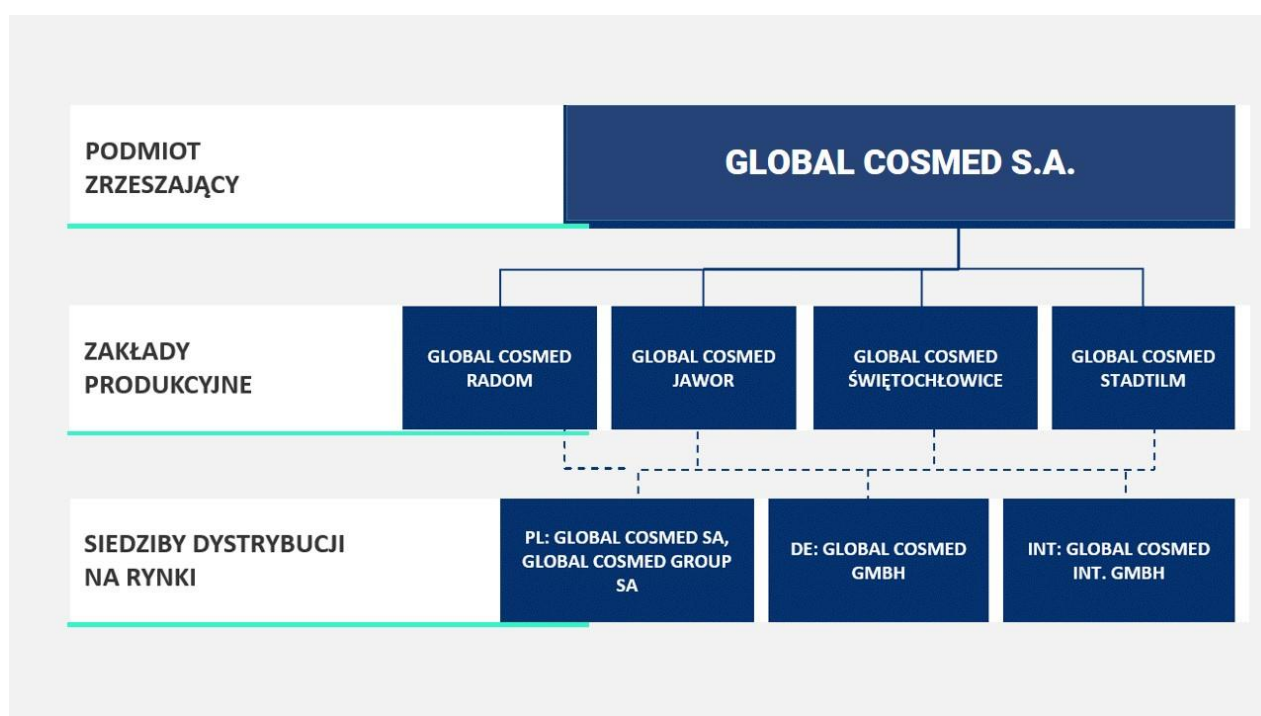 PODMIOT
ZRZESZAJĄCY
GLOBAL COSMED S.A.
ZAKŁADY
PRODUKCYJNE
GLOBAL COSMED
RADOM
GLOBAL COSMED
JAWOR
GLOBAL COSMED
ŚWIĘTOCHŁOWICE
GLOBAL COSMED
STADTILM
SIEDZIBY DYSTRYBUCJI
NA RYNKI
PL: GLOBAL COSMED SA,
GLOBAL COSMED GROUP
SA
DE: GLOBAL COSMED
GMBH
INT: GLOBAL COSMED
INT. GMBH